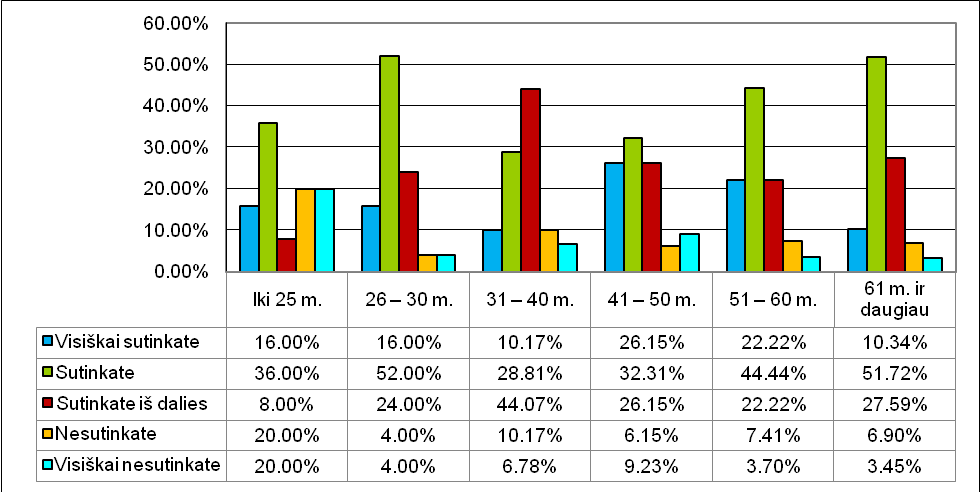 60.00%
50.00%
40.00%
30.00%
20.00%
10.00%
0.00%
Iki 25 m. 26 – 30 m. 31 – 40 m. 41 – 50 m. 51 – 60 m. 61 m. ir
daugiau
Visiškai sutinkate 16.00% 16.00% 10.17% 26.15% 22.22% 10.34%
Sutinkate 36.00% 52.00% 28.81% 32.31% 44.44% 51.72%
Sutinkate iš dalies 8.00% 24.00% 44.07% 26.15% 22.22% 27.59%
Nesutinkate 20.00% 4.00% 10.17% 6.15% 7.41% 6.90%
Visiškai nesutinkate 20.00% 4.00% 6.78% 9.23% 3.70% 3.45%